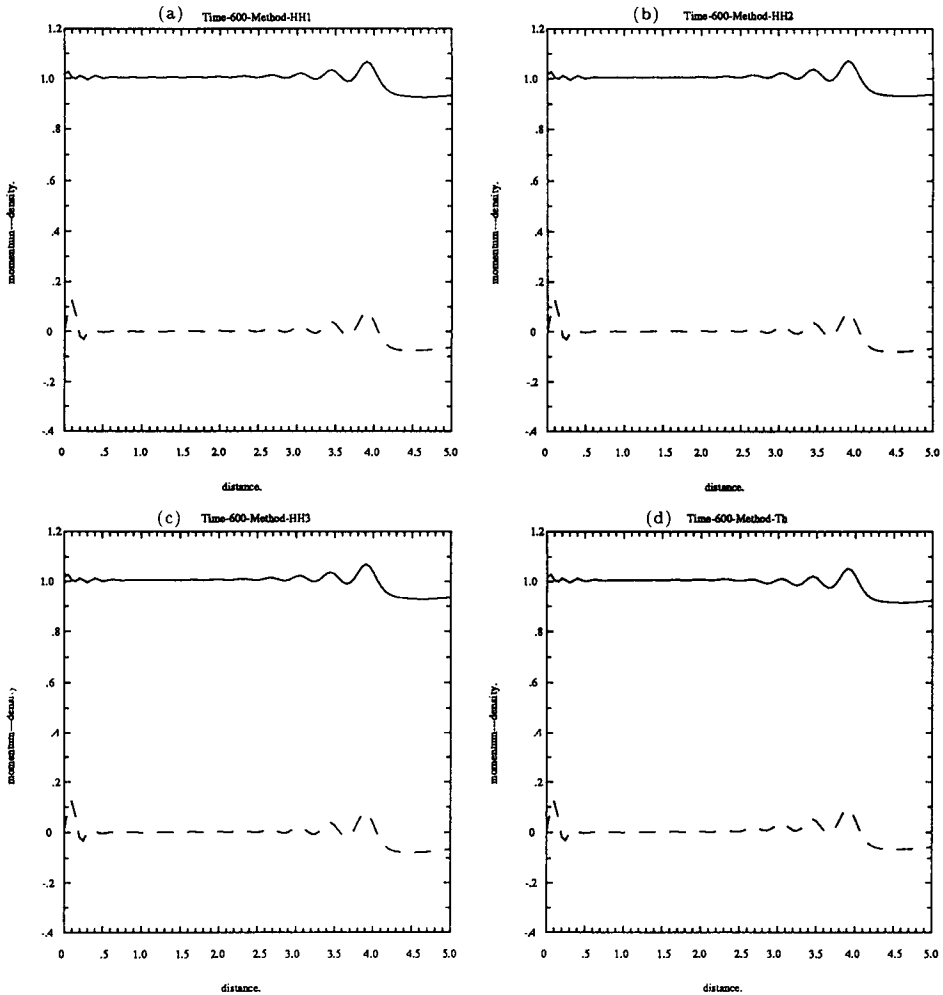 (a) Time-600-Method-HH1
1.2
1.0
.8
.6
.4
.2
0
-.2
-.4
momentum---density.
0 .5 1.0 1.5 2.0 2.5 3.0 3.5 4.0 4.5 5.0
distance.
(b) Time-600-Method-HH2
1.2
1.0
.8
.6
.4
.2
0
-.2
-.4
momentum---density.
0 .5 1.0 1.5 2.0 2.5 3.0 3.5 4.0 4.5 5.0
distance.
(c) Time-600-Method-HH3
1.2
1.0
.8
.6
.4
.2
0
-.2
-.4
0 .5 1.0 1.5 2.0 2.5 3.0 3.5 4.0 4.5 5.0
distance.
(d) Time-600-Method-Th
1.2
1.0
.8
.6
.4
.2
0
-.2
-.4
momentum---density.
0 .5 1.0 1.5 2.0 2.5 3.0 3.5 4.0 4.5 5.0
distance.